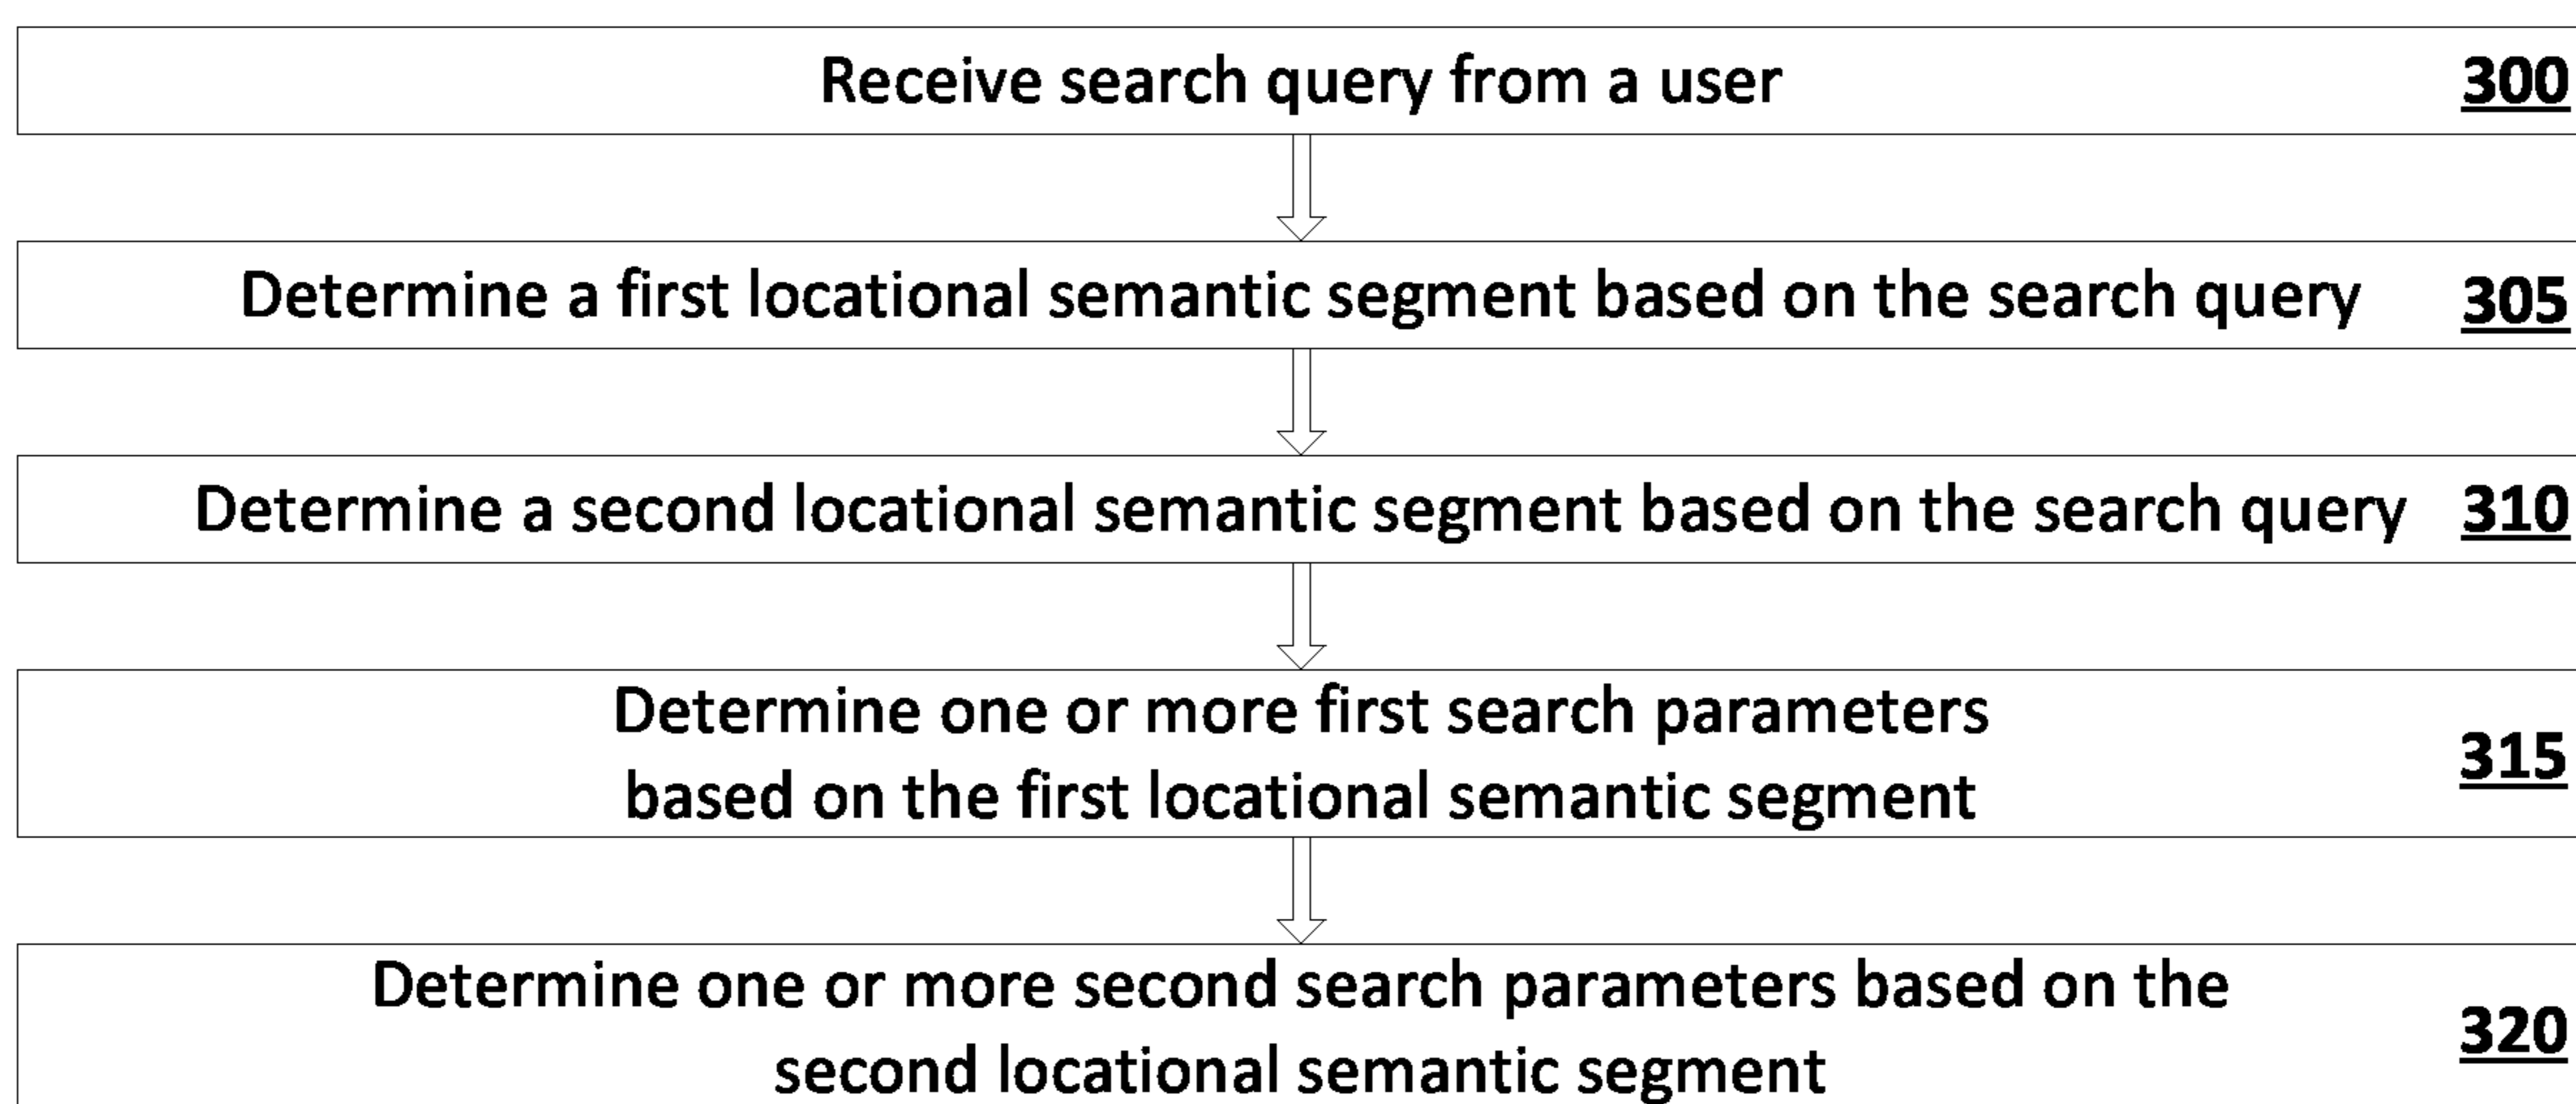 Receive search query from a user 300
Determine a first locational semantic segment based on the search query 305
Determine a second locational semantic segment based on the search query 310
Determine one or more first search parameters
based on the first locational semantic segment
315
Determine one or more second search parameters based on the
second locational semantic segment
320